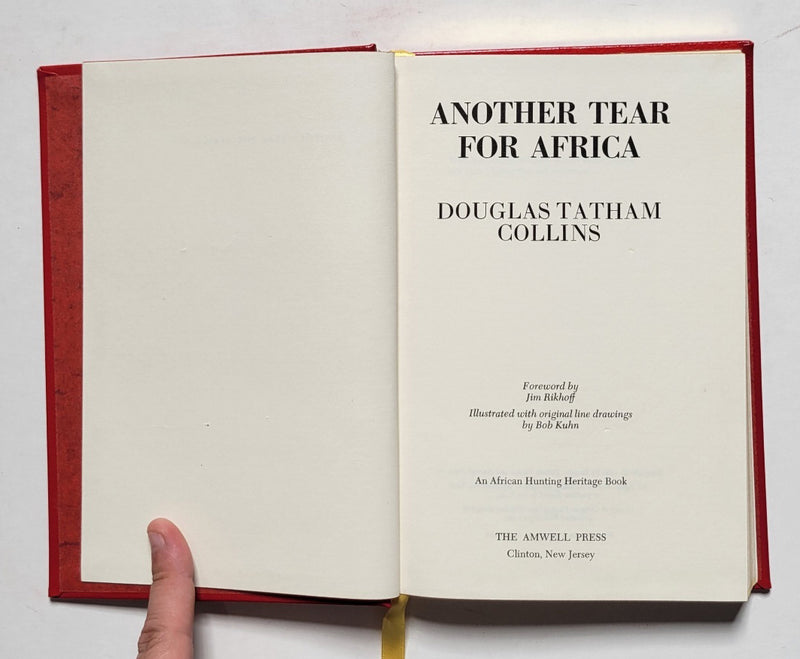 ANOTHER TEAR
FOR AFRICA
DOUGLAS TATHAM
COLLINS
Foreword by
Jim Rikhoff
Illustrated with original line drawings
by Bob Kuhn
An African Hunting Heritage Book
THE AMWELL PRESS
Clinton, New Jersey